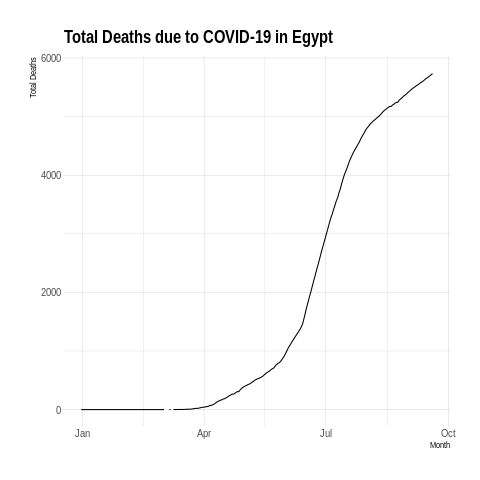 Total Deaths due to COVID-19 in Egypt
Total Deaths
6000
4000
2000
0
Jan Apr Jul Oct
Month